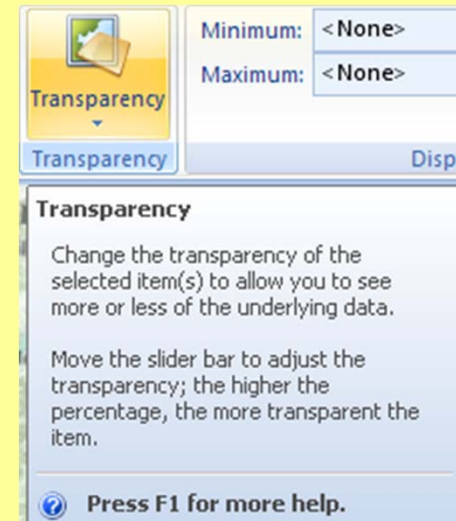 Minimum: <None>
Maximum: <None>
Transparency
Transparency
Disp
Transparency
Change the transparency of the
selected item(s) to allow you to see
more or less of the underlying data.
Move the slider bar to adjust the
transparency; the higher the
percentage, the more transparent the
item.
Press F1 for more help.